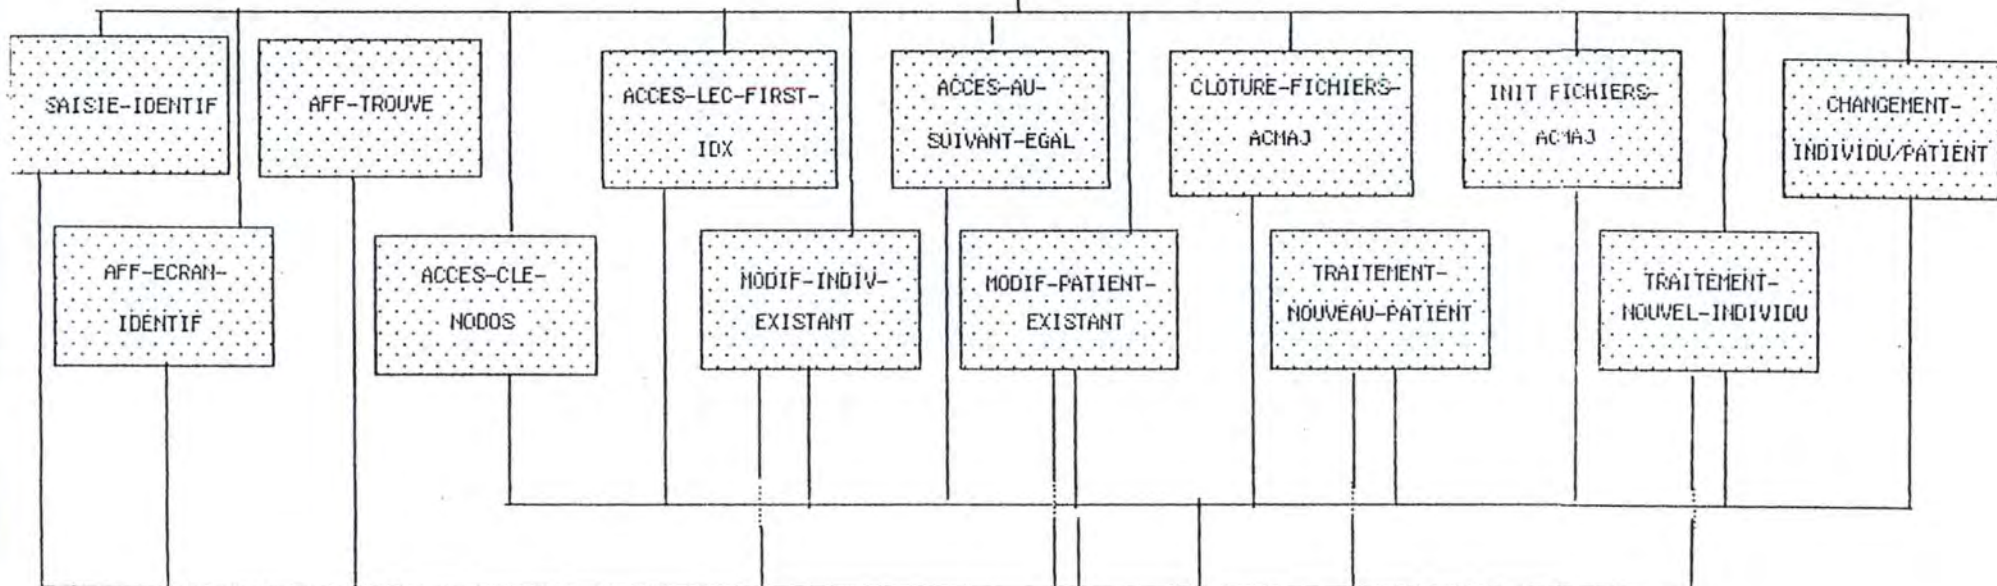 SAISIE-IDENTIF
AFF-TROUVE
ACCES-LEC-FIRST-
IDX
ACCES-AU-
SUIVANT-EGAL
CLOTURE-FICHIERS-
ACMAJ
INIT FICHIERS-
ACMAJ
CHANGEMENT-
INDIVIDU/PATIENT
AFF-ECRAN-
IDENTIF
ACCES-CLE-
NODOS
MODIF-INDIV-
EXISTANT
MODIF-PATIENT-
EXISTANT
TRAITEMENT-
NOUVEAU-PATIENT
TRAITEMENT-
NOUVEL-INDIVIDU